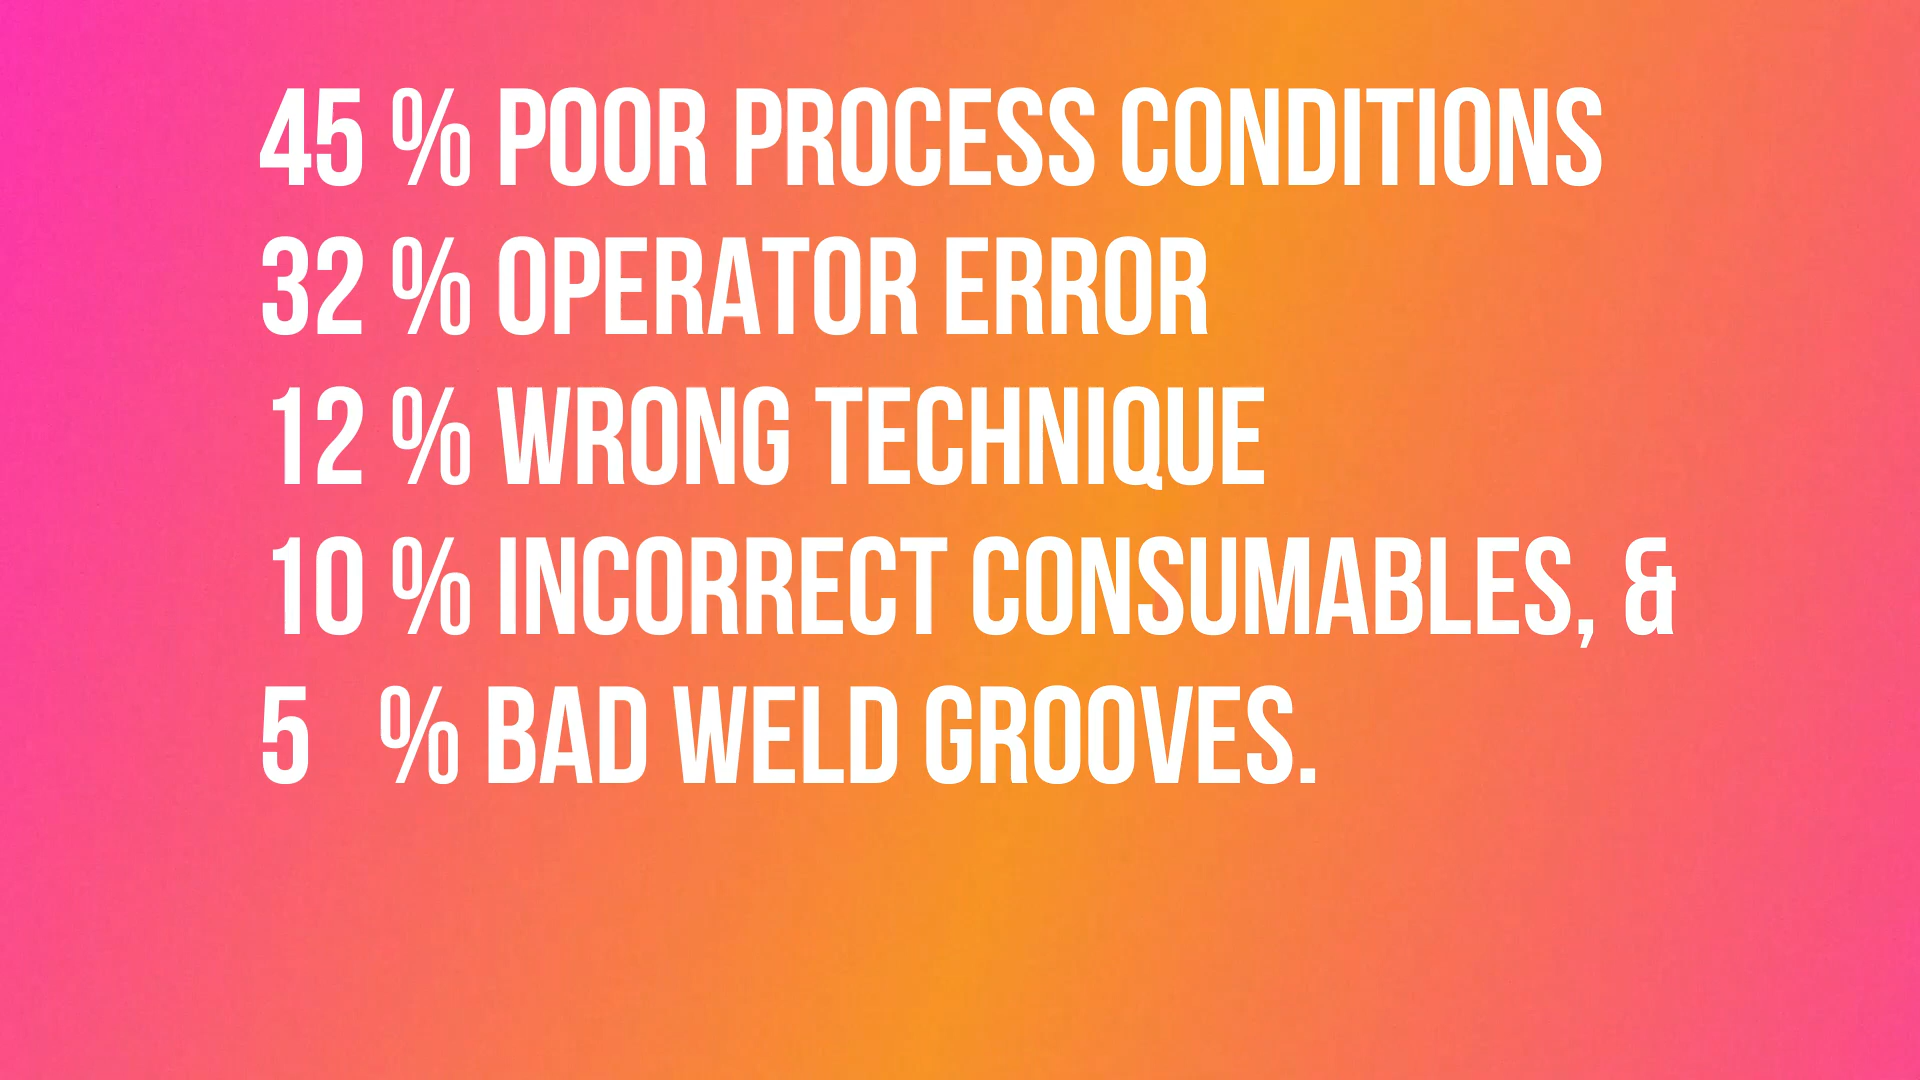 45 % POOR PROCESS CONDITIONS
32 % OPERATOR ERROR
12 % WRONG TECHNIQUE
10 % INCORRECT CONSUMABLES, &
5 % BAD WELD GROOVES.